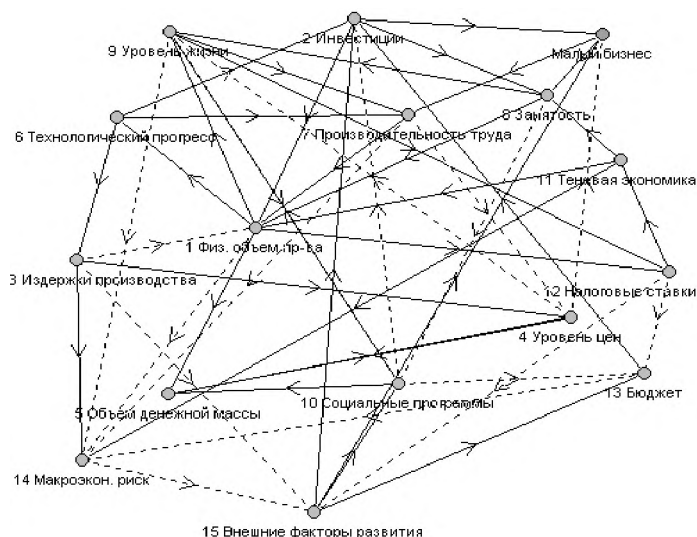 2 Инвестиции
9 Уровень жизни
Малый бизнес
8 Занятость
6 Технологический прогресс
7 Производительность труда
11 Теневая экономика
1 Физ. объем пр-ва
3 Издержки производства
12 Налоговые ставки
4 Уровень цен
13 Бюджет
5 Объем денежной массы
10 Социальные программы
14 Макроэкон. риск
15 Внешние факторы развития